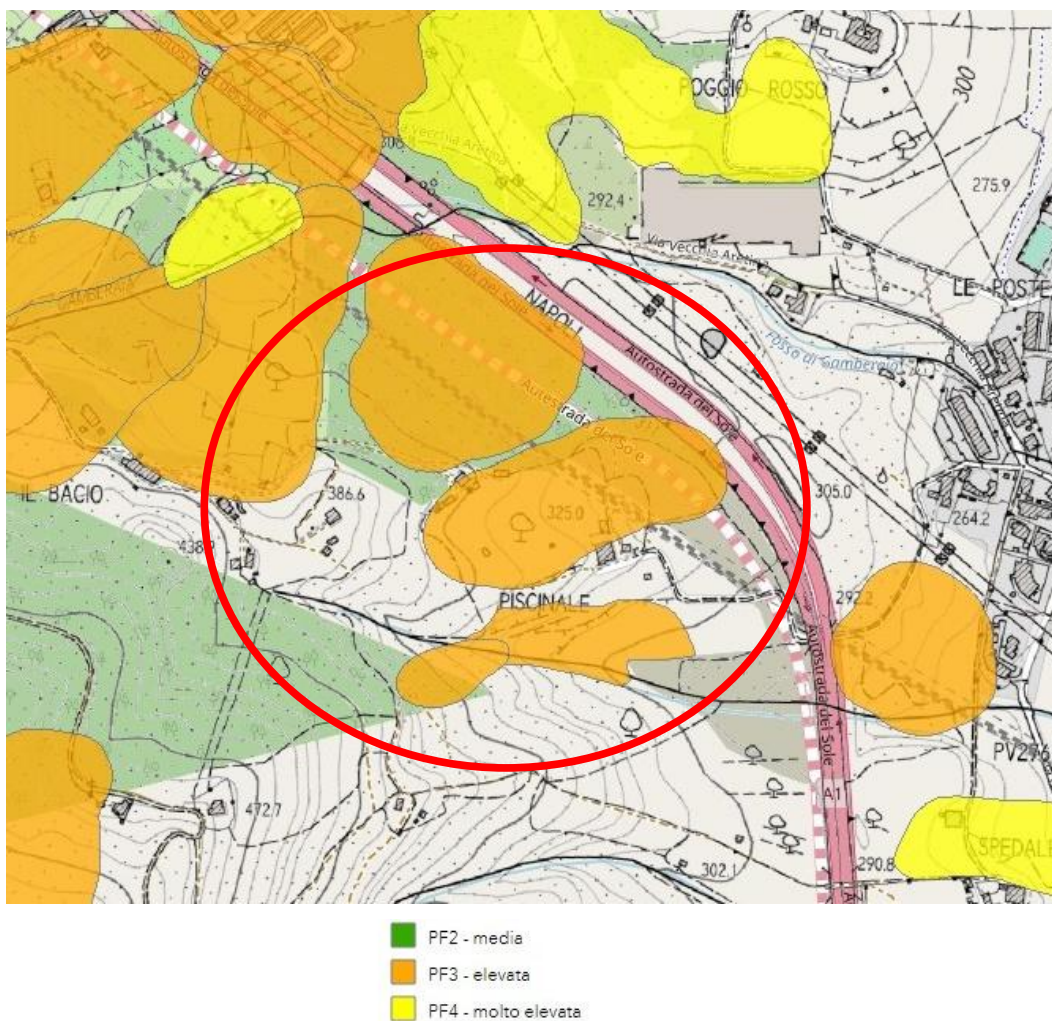 POGGIO ROSSO
300
Via Vecchia Aretina
275.9
292.4
Via Vecchia Aretina
LE POSTE
GAMBERAIA
Autostrada del Sole
NAPOLI
Fosso di Gamberaia
Autostrada del Sole
Autostrada del Sole
IL BACIO
386.6
325.0
305.0
264.2
438.9
PISCINALE
292.2
Autostrada del Sole
PV276
472.7
A1
302.1
290.8
SPEDALE
PF2 - media
PF3 - elevata
PF4 - molto elevata